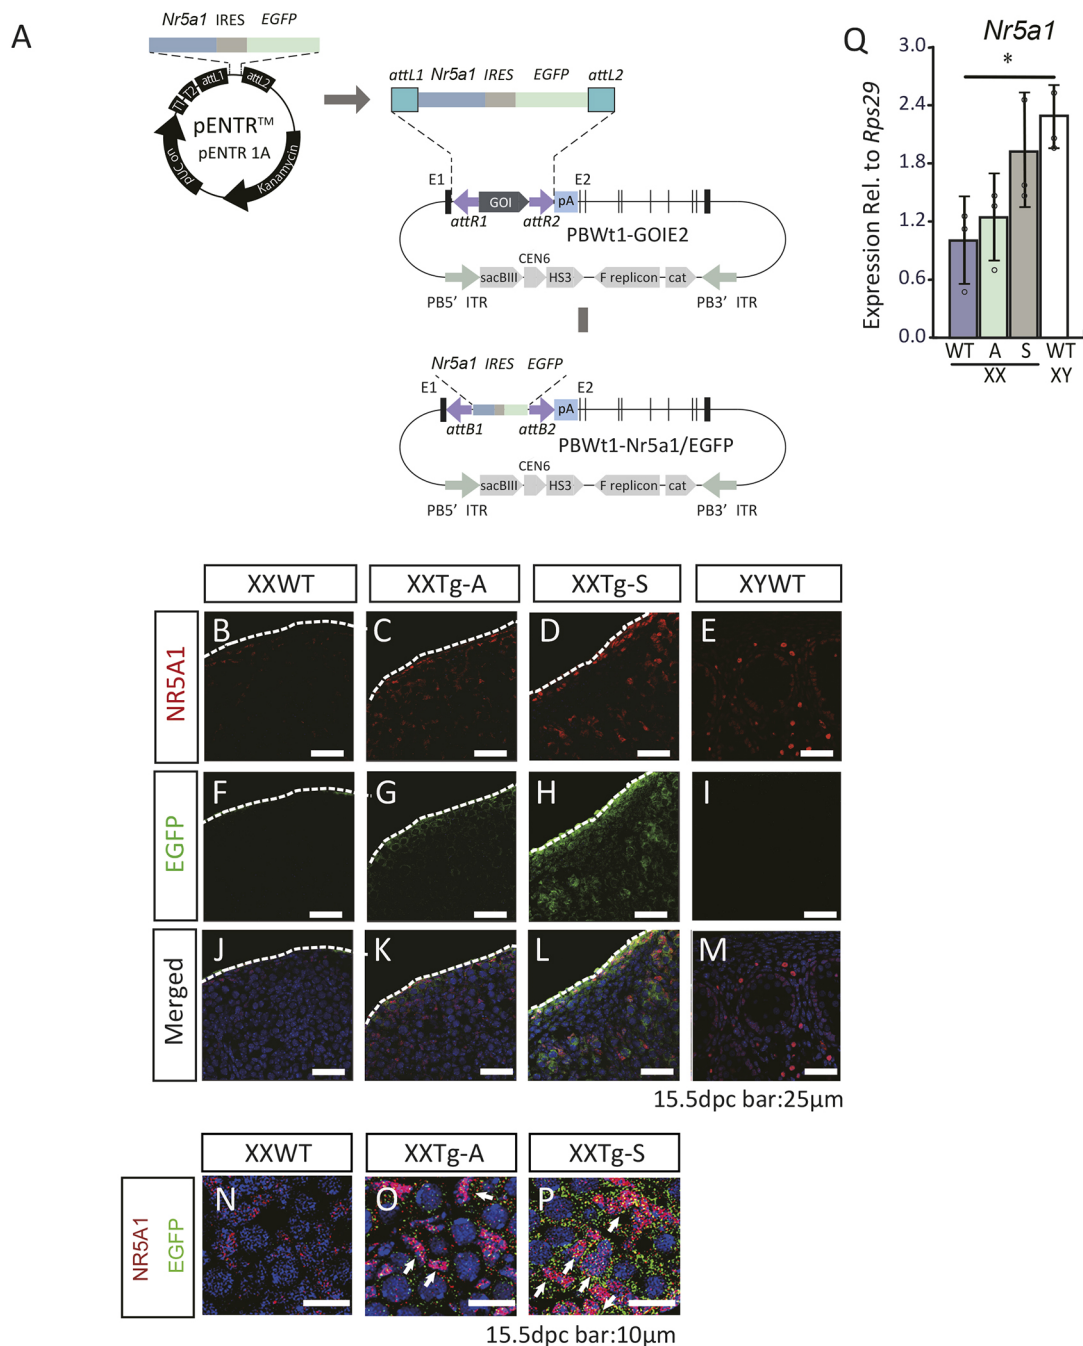 A
Nr5a1 IRES EGFP
T1 T2 attL1 attL2
pENTR™
pENTR 1A
pUC ori
Kanamycin
attL1 Nr5a1 IRES EGFP attL2
E1 GOI pA E2
attR1 attR2
PBWt1-GOIE2
CEN6
sacBIII HS3 F replicon cat
PB5' ITR PB3' ITR
Nr5a1 IRES EGFP
E1 pA E2
attB1 attB2
PBWt1-Nr5a1/EGFP
CEN6
sacBIII HS3 F replicon cat
PB5' ITR PB3' ITR
Q
Nr5a1
*
Expression Rel. to Rps29
3.0
2.4
1.8
1.2
0.6
0.0
WT A S WT
XX XY
XXWT XXTg-A XXTg-S XYWT
NR5A1
B C D E
EGFP
F G H I
Merged
J K L M
15.5dpc bar:25μm
XXWT XXTg-A XXTg-S
NR5A1
EGFP
N O P
15.5dpc bar:10μm